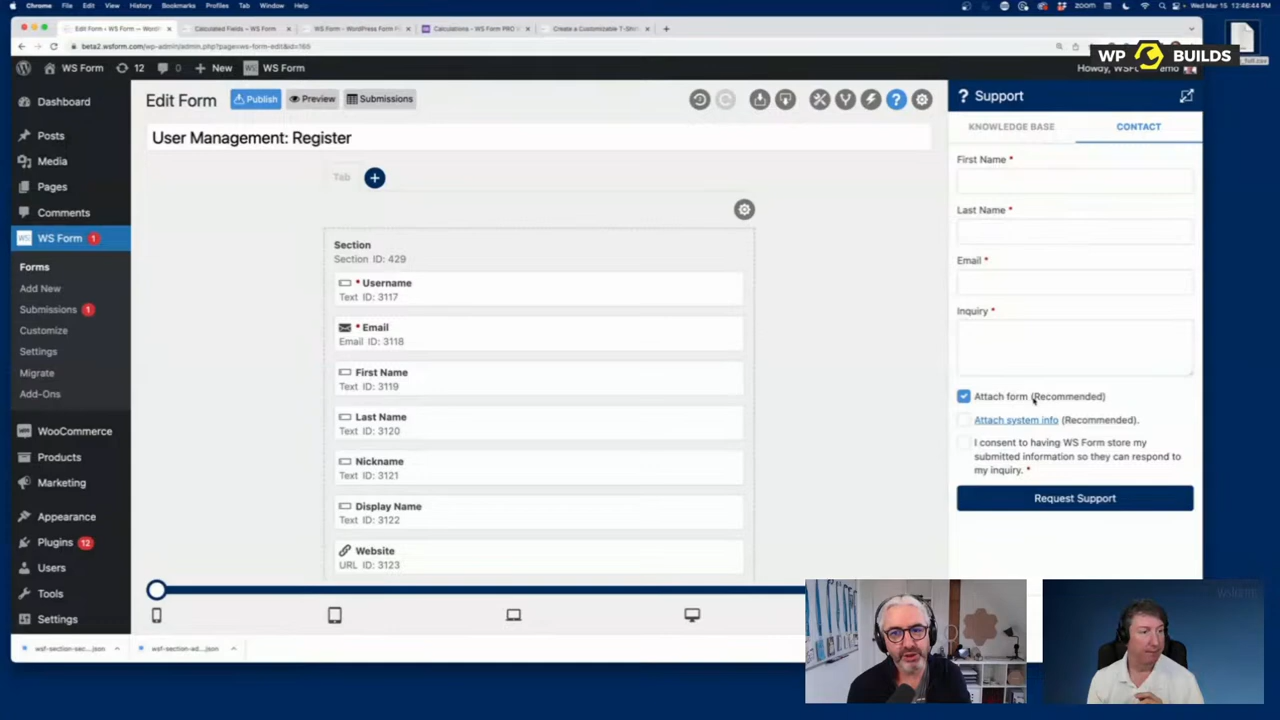 Chrome File Edit View History Bookmarks Profiles Tab Window Help
zoom
Wed Mar 15 12:46:44
Edit Form ‹ WS Form —
Calculated Fields – WS Form
WS Form - WordPress Form
Calculations - WS Form PRO
Create a Customizable T-Shir
beta2.wsform.com/wp-admin/admin.php?page=ws-form-edit&id=165
WP BUILDS
WS Form 12 0 New WS Form
Howdy,
Dashboard
Posts
Media
Pages
Comments
WS Form 1
Forms
Add New
Submissions 1
Customize
Settings
Migrate
Add-Ons
WooCommerce
Products
Marketing
Appearance
Plugins 12
Users
Tools
Settings
Edit Form Publish Preview Submissions
User Management: Register
Tab
Section
Section ID: 429
* Username
Text ID: 3117
* Email
Email ID: 3118
First Name
Text ID: 3119
Last Name
Text ID: 3120
Nickname
Text ID: 3121
Display Name
Text ID: 3122
Website
URL ID: 3123
? Support
KNOWLEDGE BASE CONTACT
First Name *
Last Name *
Email *
Inquiry *
Attach form (Recommended)
Attach system info (Recommended).
I consent to having WS Form store my
submitted information so they can respond to
my inquiry. *
Request Support
wsf-section-sec....json
wsf-section-ad....json
wsform